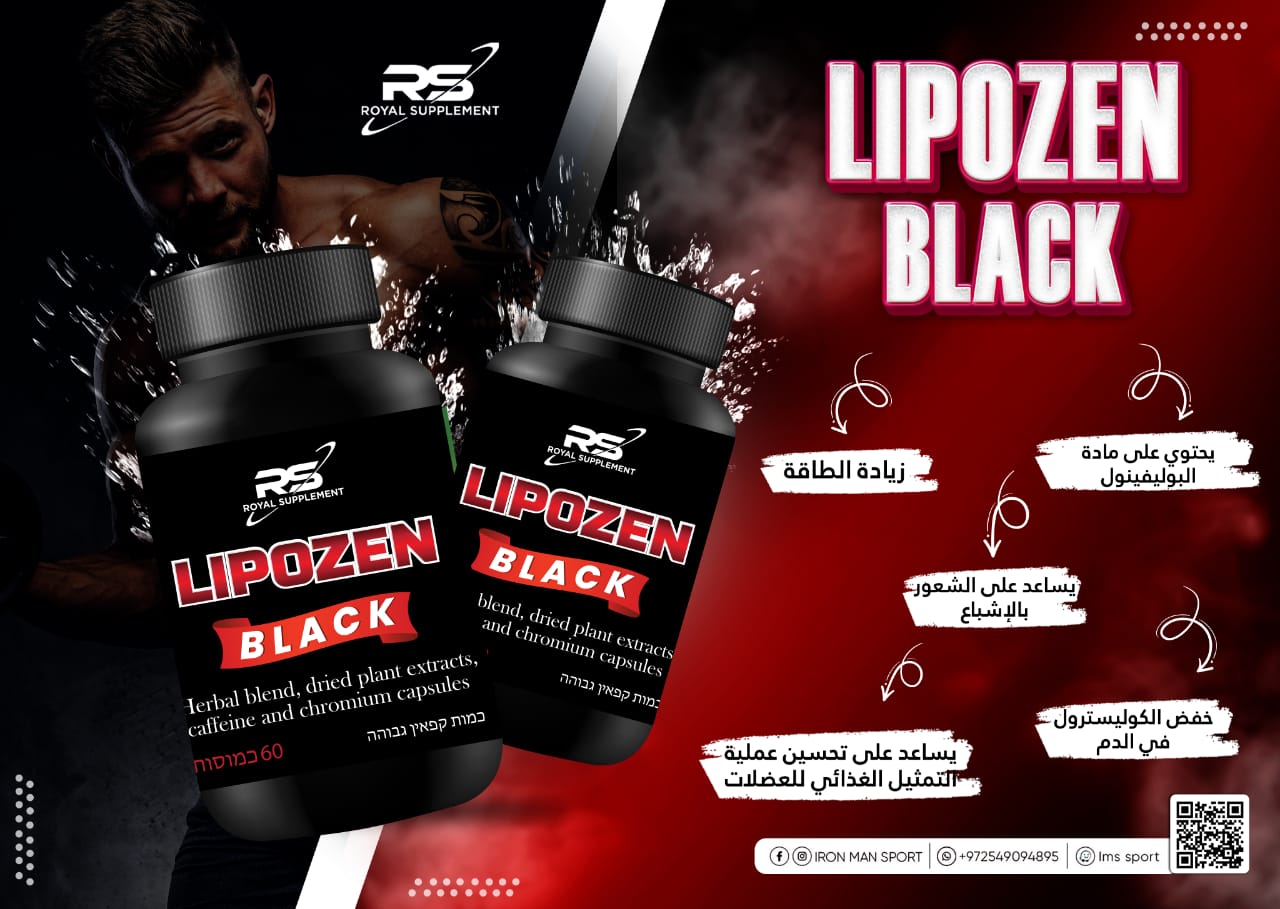 RS
ROYAL SUPPLEMENT
LIPOZEN
BLACK
زيادة الطاقة
يحتوي على مادة
البوليفينول
يساعد على الشعور
بالإشباع
خفض الكوليسترول
في الدم
يساعد على تحسين عملية
التمثيل الغذائي للعضلات
RS
ROYAL SUPPLEMENT
LIPOZEN
BLACK
Herbal blend, dried plant extracts,
caffeine and chromium capsules
כמות קפאין גבוהה
60 כמוסות
RS
ROYAL SUPPLEMENT
LIPOZEN
BLACK
blend, dried plant extracts
and chromium capsules
כמות קפאין גבוהה
IRON MAN SPORT
+972549094895
Ims sport